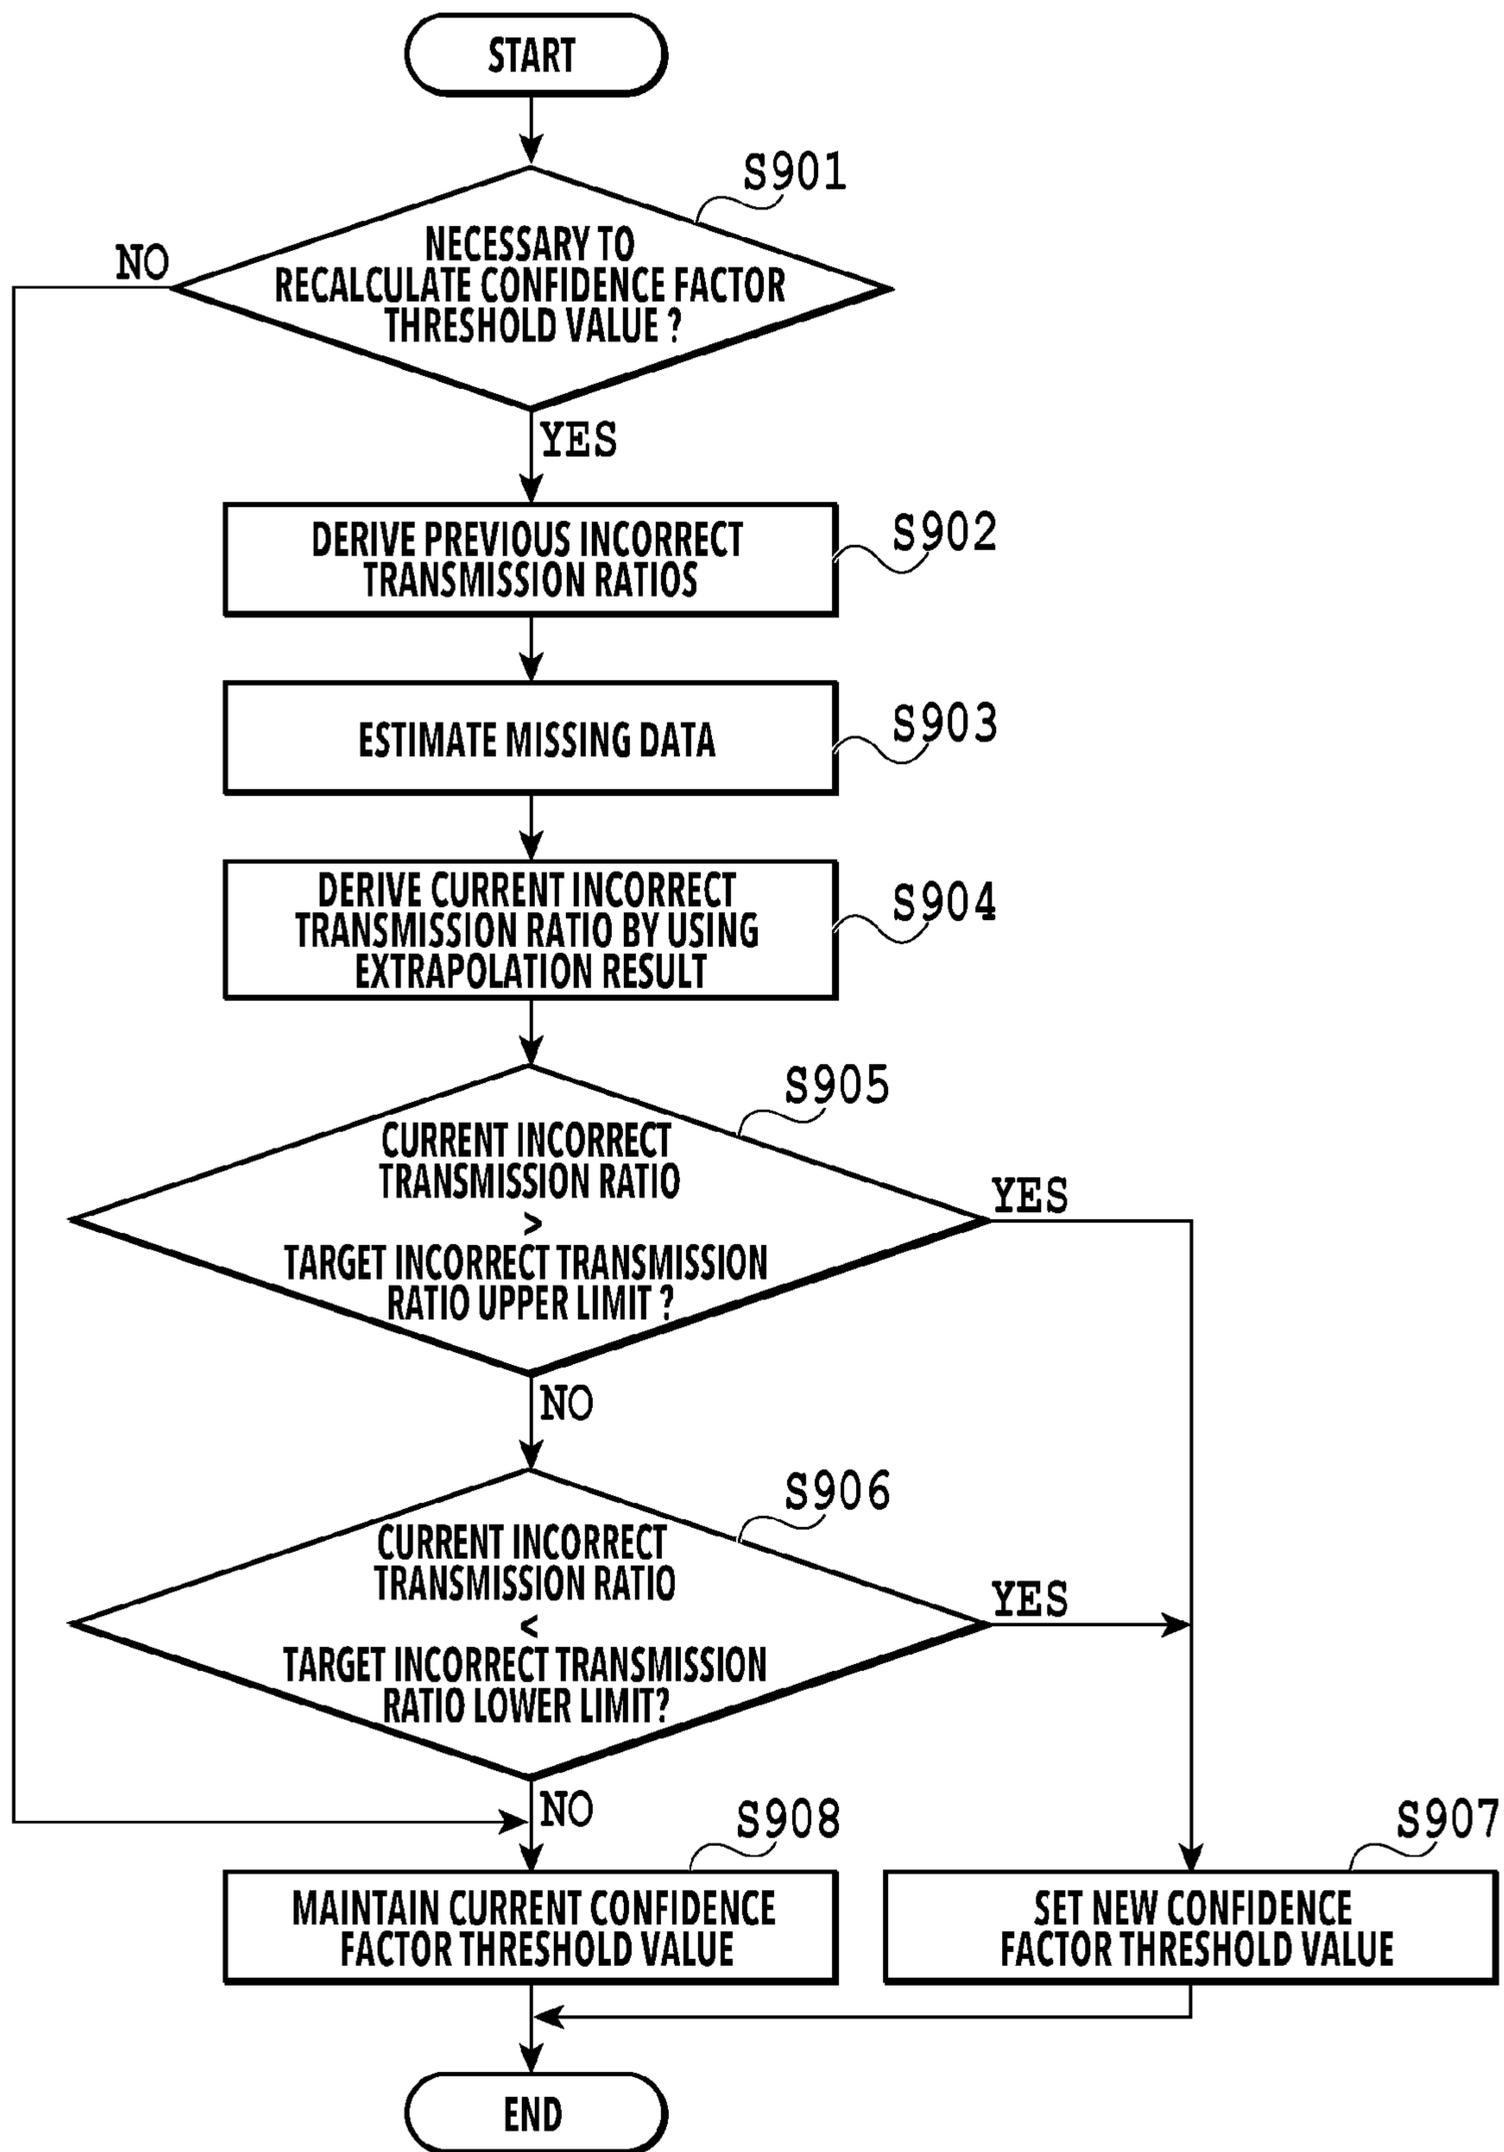 START
S901
NO
NECESSARY TO
RECALCULATE CONFIDENCE FACTOR
THRESHOLD VALUE ?
YES
DERIVE PREVIOUS INCORRECT
TRANSMISSION RATIOS
S902
ESTIMATE MISSING DATA
S903
DERIVE CURRENT INCORRECT
TRANSMISSION RATIO BY USING
EXTRAPOLATION RESULT
S904
S905
CURRENT INCORRECT
TRANSMISSION RATIO
>
TARGET INCORRECT TRANSMISSION
RATIO UPPER LIMIT ?
YES
NO
S906
CURRENT INCORRECT
TRANSMISSION RATIO
<
TARGET INCORRECT TRANSMISSION
RATIO LOWER LIMIT?
YES
NO
S908
MAINTAIN CURRENT CONFIDENCE
FACTOR THRESHOLD VALUE
S907
SET NEW CONFIDENCE
FACTOR THRESHOLD VALUE
END